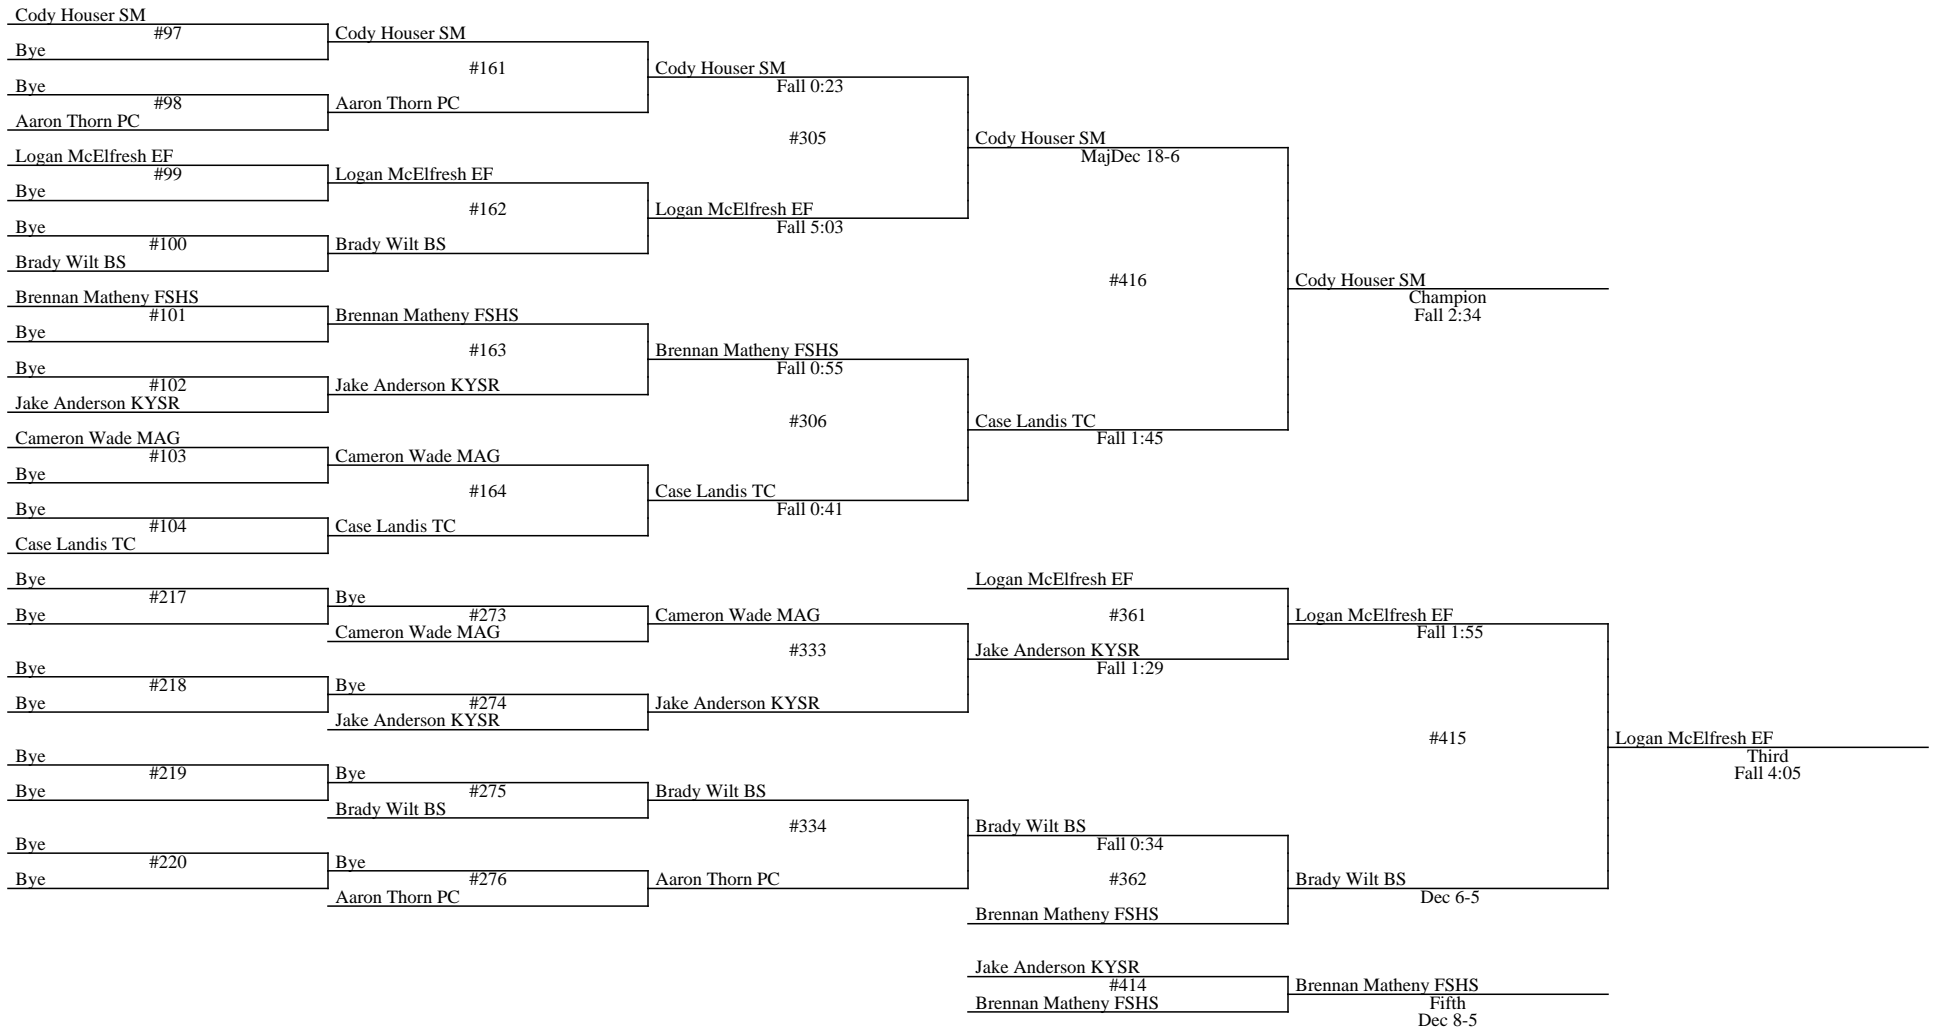 Cody Houser SM
#97
Bye
Cody Houser SM
#161
Bye
#98
Aaron Thorn PC
Aaron Thorn PC
Cody Houser SM
Fall 0:23
#305
Logan McElfresh EF
#99
Bye
Logan McElfresh EF
#162
Bye
#100
Brady Wilt BS
Brady Wilt BS
Logan McElfresh EF
Fall 5:03
Cody Houser SM
MajDec 18-6
#416
Brennan Matheny FSHS
#101
Bye
Brennan Matheny FSHS
#163
Bye
#102
Jake Anderson KYSR
Jake Anderson KYSR
Brennan Matheny FSHS
Fall 0:55
#306
Cameron Wade MAG
#103
Bye
Cameron Wade MAG
#164
Bye
#104
Case Landis TC
Case Landis TC
Case Landis TC
Fall 0:41
Case Landis TC
Fall 1:45
Cody Houser SM
Champion
Fall 2:34
Bye
#217
Bye
Bye
#273
Cameron Wade MAG
Cameron Wade MAG
#333
Bye
#218
Bye
Bye
#274
Jake Anderson KYSR
Jake Anderson KYSR
Logan McElfresh EF
#361
Jake Anderson KYSR
Fall 1:29
Logan McElfresh EF
Fall 1:55
#415
Bye
#219
Bye
Bye
#275
Brady Wilt BS
Brady Wilt BS
#334
Bye
#220
Bye
Bye
#276
Aaron Thorn PC
Aaron Thorn PC
Brady Wilt BS
Fall 0:34
#362
Brennan Matheny FSHS
Brady Wilt BS
Dec 6-5
Logan McElfresh EF
Third
Fall 4:05
Jake Anderson KYSR
#414
Brennan Matheny FSHS
Brennan Matheny FSHS
Fifth
Dec 8-5